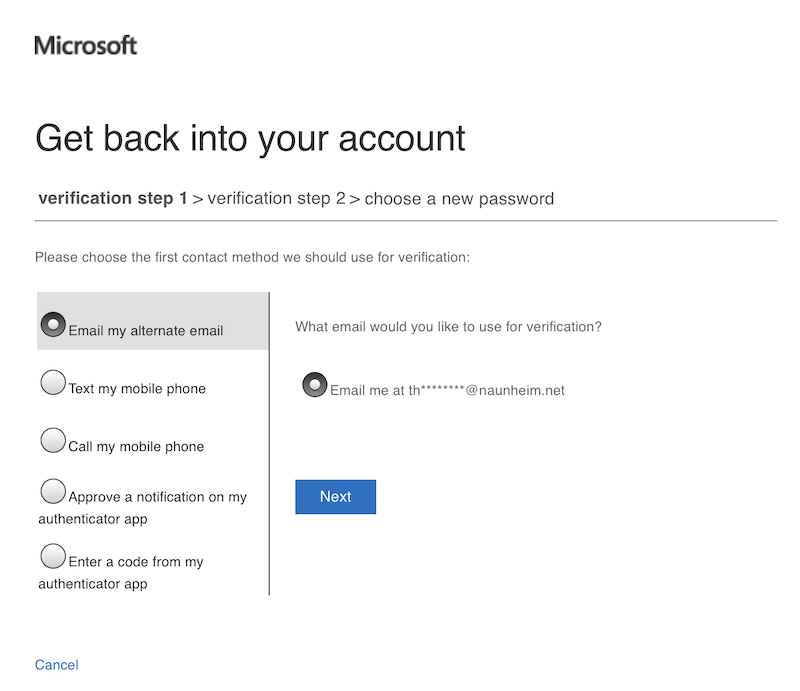 Microsoft
Get back into your account
verification step 1 > verification step 2 > choose a new password
Please choose the first contact method we should use for verification:
Email my alternate email
Text my mobile phone
Call my mobile phone
Approve a notification on my
authenticator app
Enter a code from my
authenticator app
What email would you like to use for verification?
Email me at th********@naunheim.net
Next
Cancel